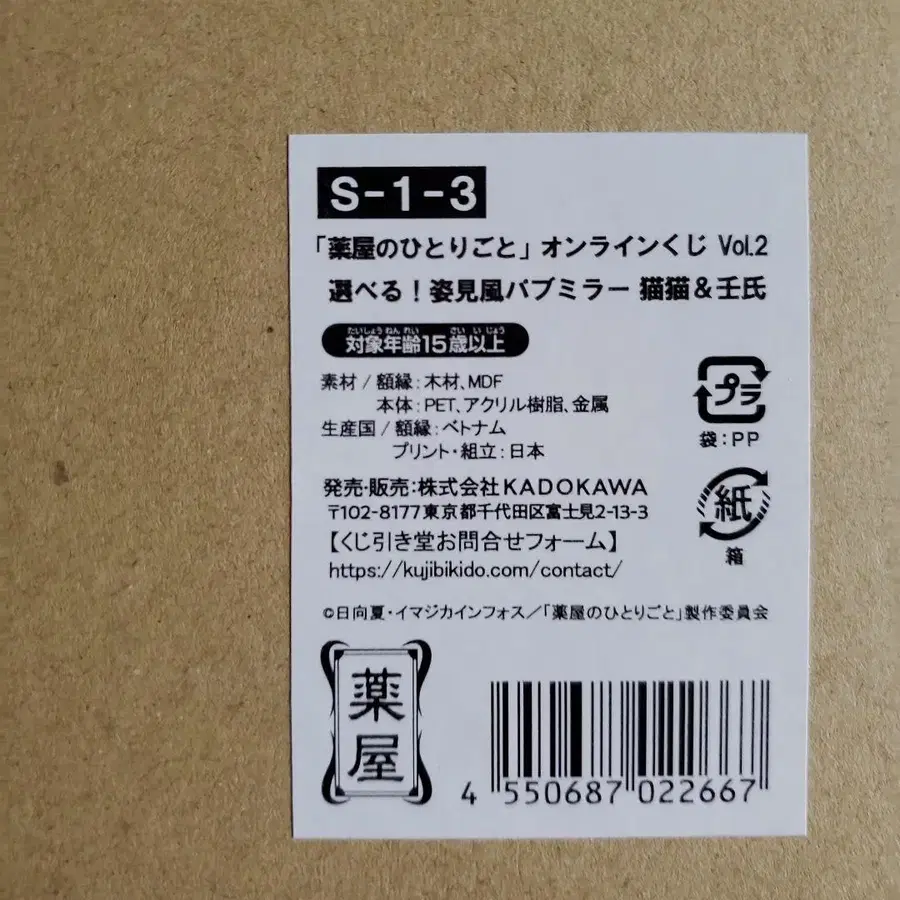 S-1-3
「薬屋のひとりごと」オンラインくじ Vol.2
選べる！姿見風パブミラー 猫猫＆壬氏
たいしょうねんれい さいいじょう
対象年齢15歳以上
素材 / 額縁：木材、MDF
本体：PET、アクリル樹脂、金属
生産国 / 額縁：ベトナム
プリント・組立：日本
プラ
袋：PP
発売・販売：株式会社KADOKAWA
〒102-8177東京都千代田区富士見2-13-3
【くじ引き堂お問合せフォーム】
https://kujibikido.com/contact/
紙
箱
©日向夏・イマジカインフォス／「薬屋のひとりごと」製作委員会
薬屋
4 550687 022667